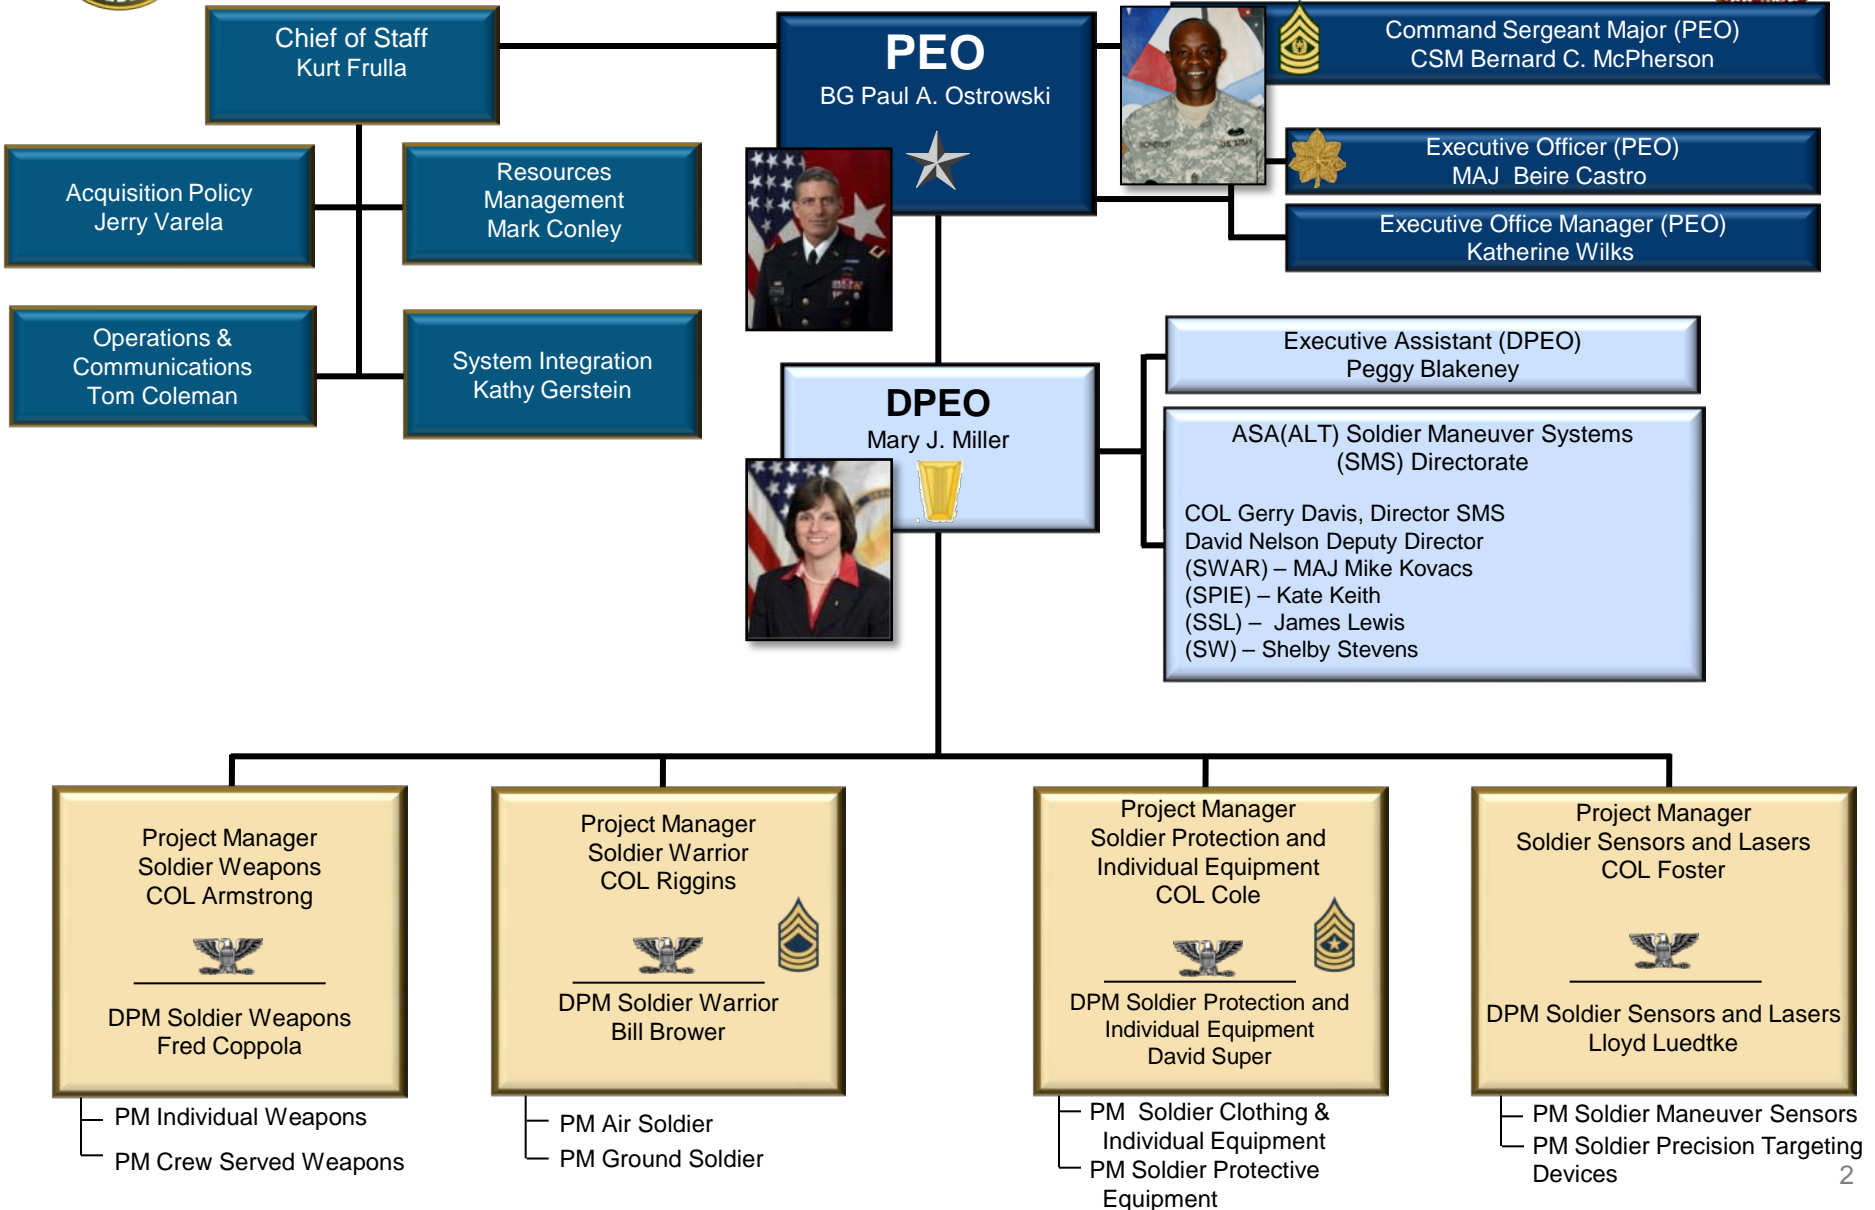 Chief of Staff
Kurt Frulla
PEO
BG Paul A. Ostrowski
Command Sergeant Major (PEO)
CSM Bernard C. McPherson
Executive Officer (PEO)
MAJ Beire Castro
Executive Office Manager (PEO)
Katherine Wilks
Acquisition Policy
Jerry Varela
Resources
Management
Mark Conley
Operations &
Communications
Tom Coleman
System Integration
Kathy Gerstein
DPEO
Mary J. Miller
Executive Assistant (DPEO)
Peggy Blakeney
ASA(ALT) Soldier Maneuver Systems
(SMS) Directorate
COL Gerry Davis, Director SMS
David Nelson Deputy Director
(SWAR) – MAJ Mike Kovacs
(SPIE) – Kate Keith
(SSL) – James Lewis
(SW) – Shelby Stevens
Project Manager
Soldier Weapons
COL Armstrong
DPM Soldier Weapons
Fred Coppola
PM Individual Weapons
PM Crew Served Weapons
Project Manager
Soldier Warrior
COL Riggins
DPM Soldier Warrior
Bill Brower
PM Air Soldier
PM Ground Soldier
Project Manager
Soldier Protection and
Individual Equipment
COL Cole
DPM Soldier Protection and
Individual Equipment
David Super
PM Soldier Clothing &
Individual Equipment
PM Soldier Protective
Equipment
Project Manager
Soldier Sensors and Lasers
COL Foster
DPM Soldier Sensors and Lasers
Lloyd Luedtke
PM Soldier Maneuver Sensors
PM Soldier Precision Targeting
Devices
2